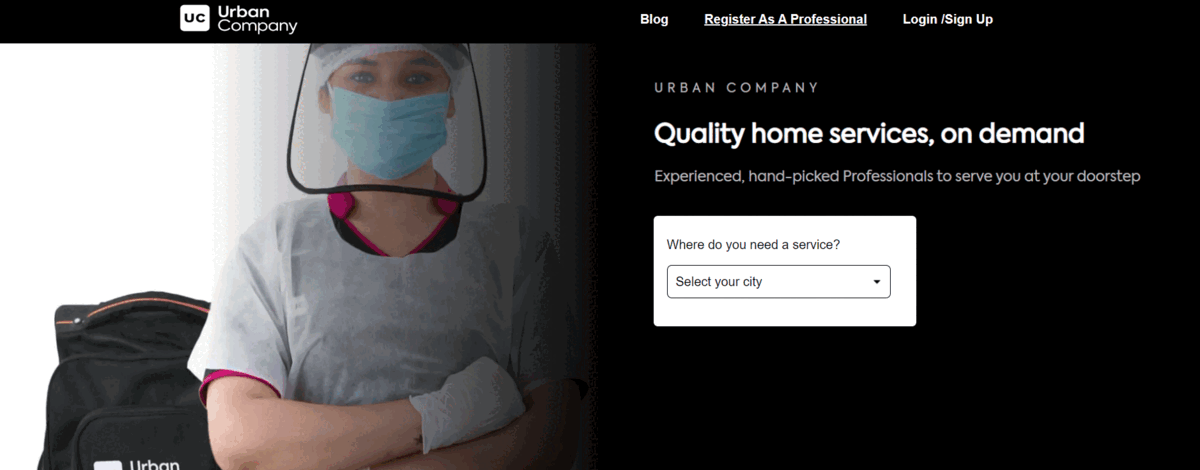 UC Urban
Company
Blog Register As A Professional Login /Sign Up
URBAN COMPANY
Quality home services, on demand
Experienced, hand-picked Professionals to serve you at your doorstep
Where do you need a service?
Select your city
Urban